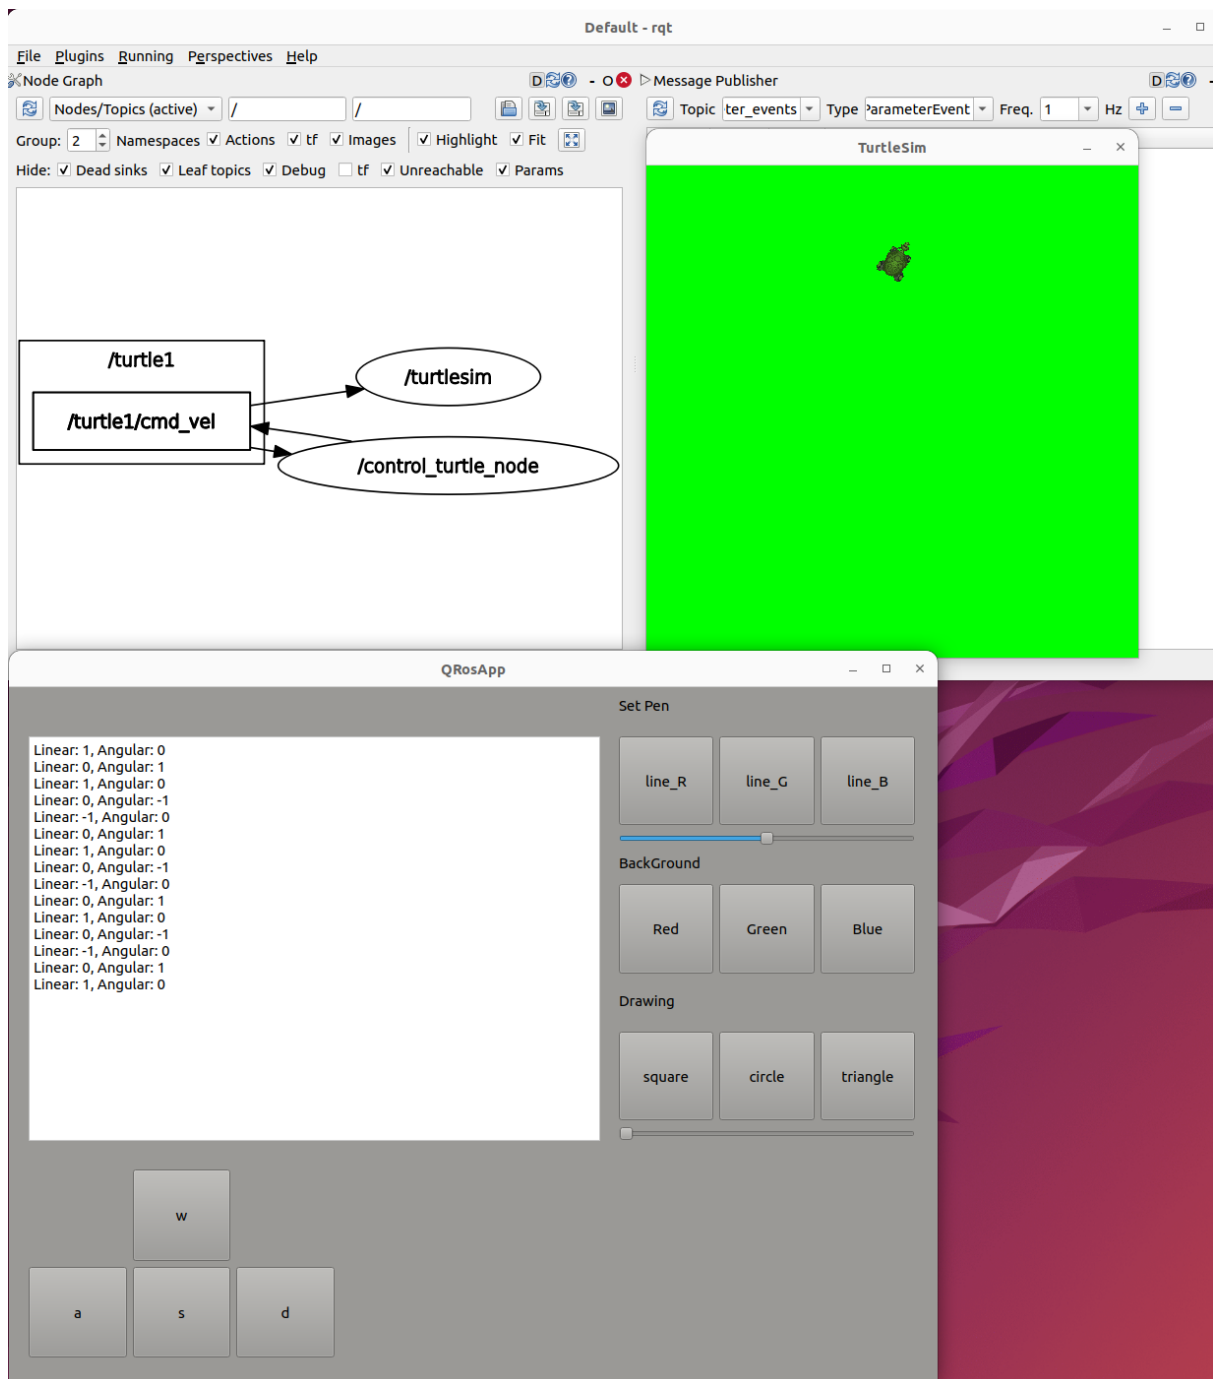 Default - rqt
File Plugins Running Perspectives Help
Node Graph
D
- O
Message Publisher
D
-
Nodes/Topics (active)
/
/
Topic ter_events Type ParameterEvent Freq. 1 Hz
Group: 2 Namespaces Actions tf Images Highlight Fit
Hide: Dead sinks Leaf topics Debug tf Unreachable Params
TurtleSim
/turtle1
/turtle1/cmd_vel
/turtlesim
/control_turtle_node
QRosApp
Linear: 1, Angular: 0
Linear: 0, Angular: 1
Linear: 1, Angular: 0
Linear: 0, Angular: -1
Linear: -1, Angular: 0
Linear: 0, Angular: 1
Linear: 1, Angular: 0
Linear: 0, Angular: -1
Linear: -1, Angular: 0
Linear: 0, Angular: 1
Linear: 1, Angular: 0
Linear: 0, Angular: -1
Linear: -1, Angular: 0
Linear: 0, Angular: 1
Linear: 1, Angular: 0
Set Pen
line_R line_G line_B
BackGround
Red Green Blue
Drawing
square circle triangle
w
a s d